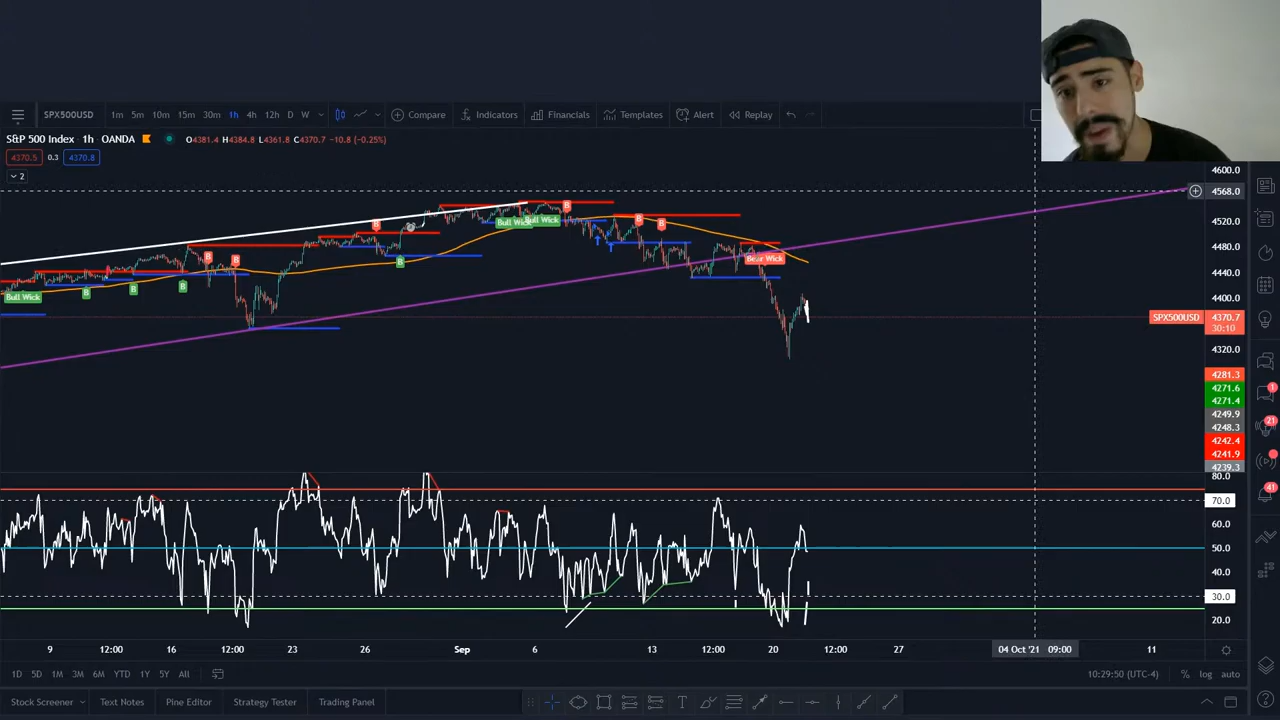 SPX500USD 1m 5m 10m 15m 30m 1h 4h 12h D W Compare Indicators Financials Templates Alert Replay
S&P 500 Index · 1h · OANDA O4381.4 H4384.8 L4361.8 C4370.7 −10.8 (−0.25%)
4370.5 0.3 4370.8
2
4600.0
4568.0
4520.0
4480.0
4440.0
4400.0
SPX500USD 4370.7
30:10
4320.0
4281.3
4271.6
4271.4
4249.9
4248.3
4242.4
4241.9
4239.3
B B B B B
Bull Wick Bull Wick
B B Bear Wick
B
Bull Wick B B B
80.0
70.0
60.0
50.0
40.0
30.0
20.0
1
21
41
9 12:00 16 12:00 23 26 Sep 6 13 12:00 20 12:00 27 04 Oct '21 09:00 11
1D 5D 1M 3M 6M YTD 1Y 5Y All 10:29:50 (UTC-4) % log auto
Stock Screener Text Notes Pine Editor Strategy Tester Trading Panel